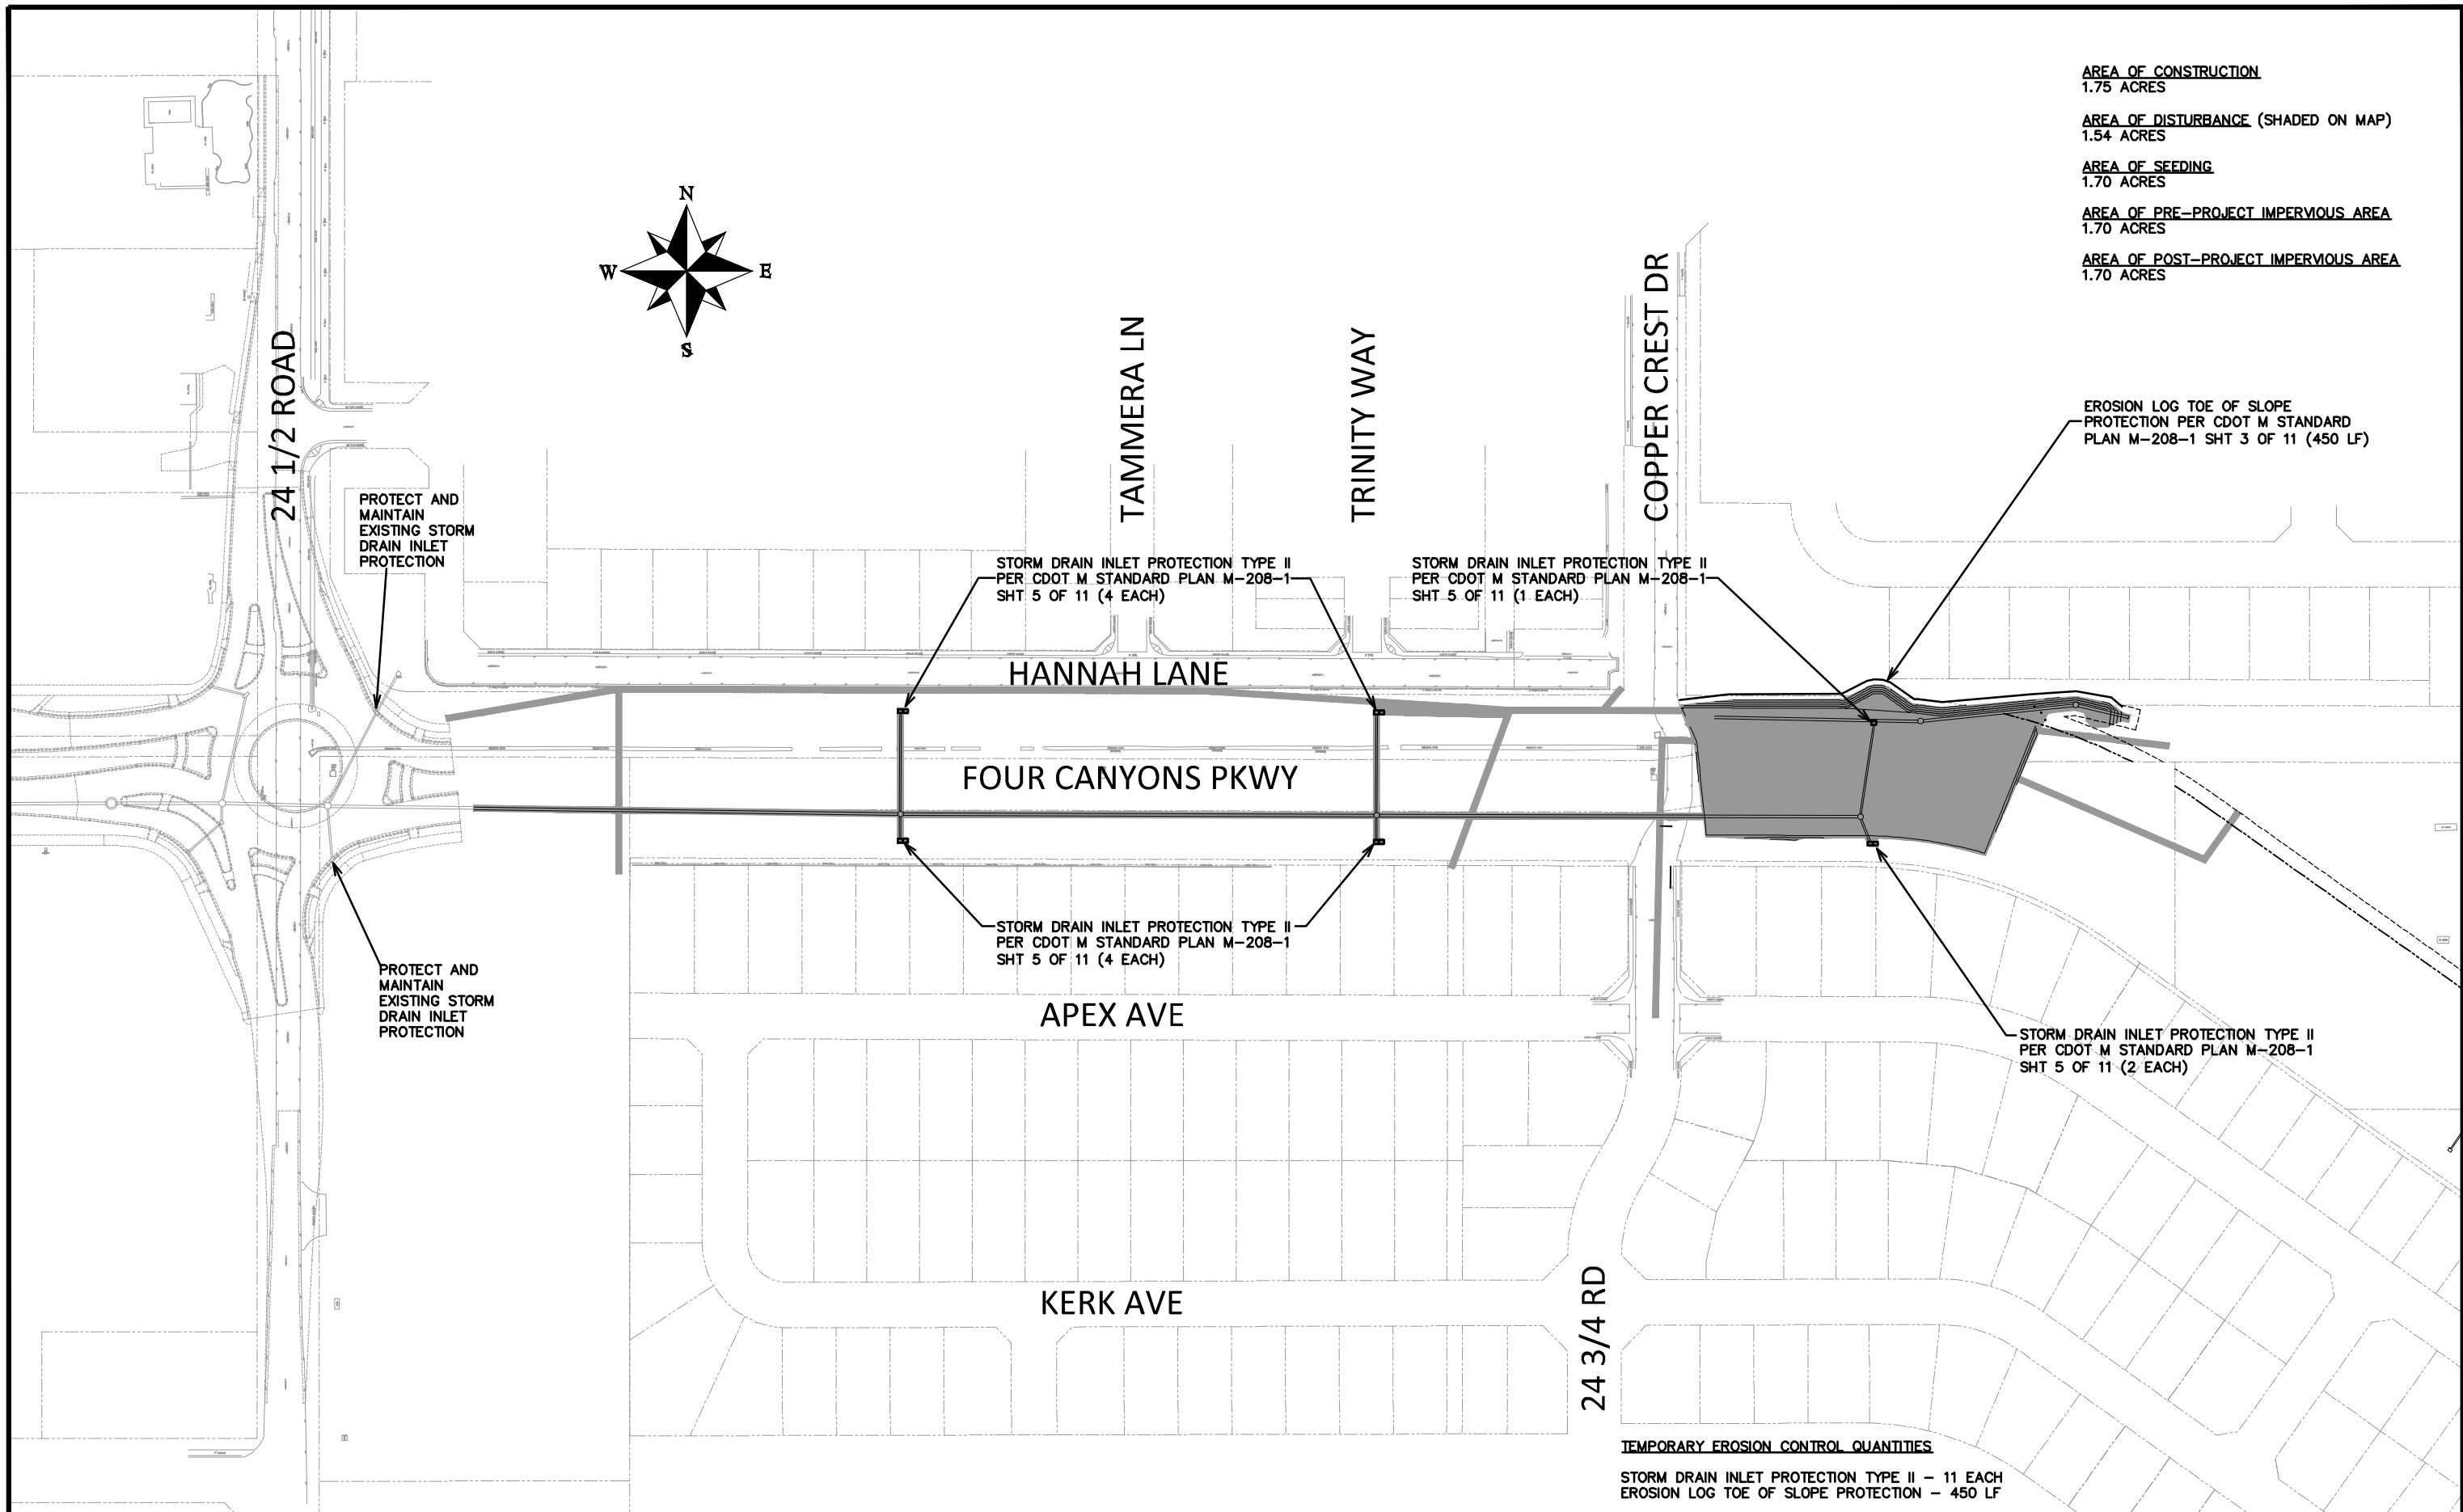 AREA OF CONSTRUCTION
1.75 ACRES
AREA OF DISTURBANCE (SHADED ON MAP)
1.54 ACRES
AREA OF SEEDING
1.70 ACRES
AREA OF PRE-PROJECT IMPERVIOUS AREA
1.70 ACRES
AREA OF POST-PROJECT IMPERVIOUS AREA
1.70 ACRES
N
W
E
S
24 1/2 ROAD
TAMMERA LN
TRINITY WAY
COPPER CREST DR
EROSION LOG TOE OF SLOPE
PROTECTION PER CDOT M STANDARD
PLAN M-208-1 SHT 3 OF 11 (450 LF)
PROTECT AND
MAINTAIN
EXISTING STORM
DRAIN INLET
PROTECTION
STORM DRAIN INLET PROTECTION TYPE II
PER CDOT M STANDARD PLAN M-208-1
SHT 5 OF 11 (4 EACH)
STORM DRAIN INLET PROTECTION TYPE II
PER CDOT M STANDARD PLAN M-208-1
SHT 5 OF 11 (1 EACH)
HANNAH LANE
FOUR CANYONS PKWY
STORM DRAIN INLET PROTECTION TYPE II
PER CDOT M STANDARD PLAN M-208-1
SHT 5 OF 11 (4 EACH)
PROTECT AND
MAINTAIN
EXISTING STORM
DRAIN INLET
PROTECTION
APEX AVE
STORM DRAIN INLET PROTECTION TYPE II
PER CDOT M STANDARD PLAN M-208-1
SHT 5 OF 11 (2 EACH)
KERK AVE
24 3/4 RD
TEMPORARY EROSION CONTROL QUANTITIES
STORM DRAIN INLET PROTECTION TYPE II - 11 EACH
EROSION LOG TOE OF SLOPE PROTECTION - 450 LF